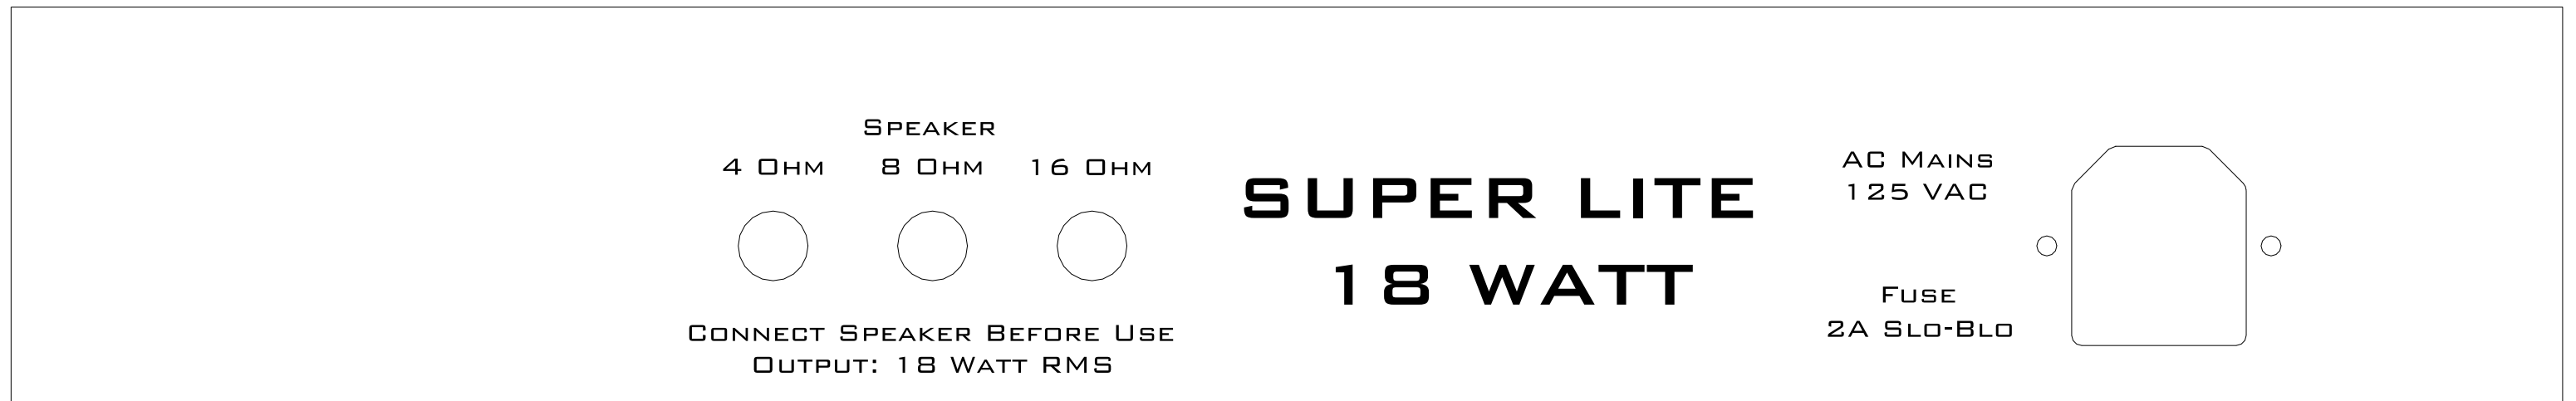 Speaker
4 Ohm 8 Ohm 16 Ohm
Connect Speaker Before Use
Output: 18 Watt RMS
SUPER LITE
18 WATT
AC Mains
125 VAC
Fuse
2A Slo-Blo